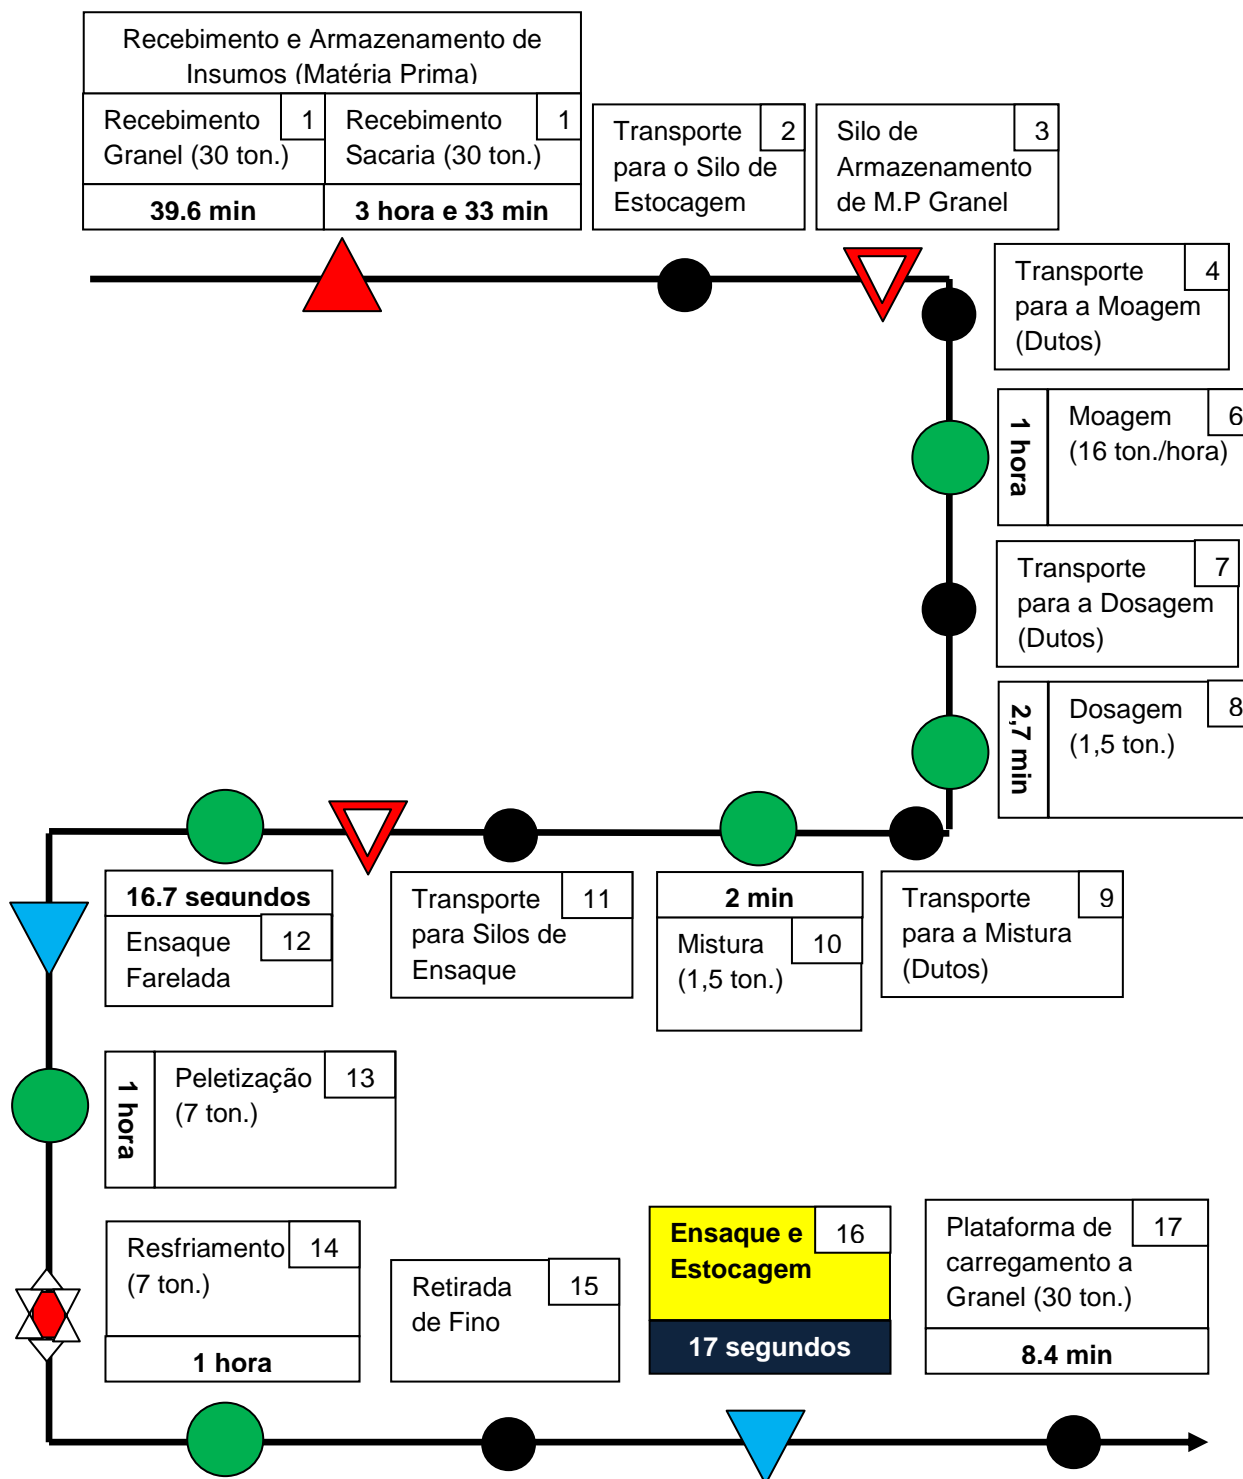 Recebimento e Armazenamento de
Insumos (Matéria Prima)
Recebimento 1
Granel (30 ton.)
39.6 min
Recebimento 1
Sacaria (30 ton.)
3 hora e 33 min
Transporte 2
para o Silo de
Estocagem
Silo de 3
Armazenamento
de M.P Granel
Transporte 4
para a Moagem
(Dutos)
1 hora
Moagem 6
(16 ton./hora)
Transporte 7
para a Dosagem
(Dutos)
2,7 min
Dosagem 8
(1,5 ton.)
Transporte 9
para a Mistura
(Dutos)
2 min
Mistura 10
(1,5 ton.)
Transporte 11
para Silos de
Ensaque
16.7 segundos
Ensaque 12
Farelada
1 hora
Peletização 13
(7 ton.)
Resfriamento 14
(7 ton.)
1 hora
Retirada 15
de Fino
Ensaque e 16
Estocagem
17 segundos
Plataforma de 17
carregamento a
Granel (30 ton.)
8.4 min